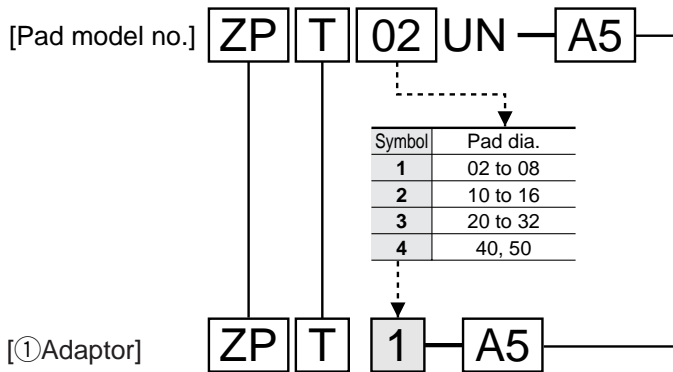 [Pad model no.] ZP T 02 UN — A5
Symbol Pad dia.
1 02 to 08
2 10 to 16
3 20 to 32
4 40, 50
[①Adaptor] ZP T 1 — A5